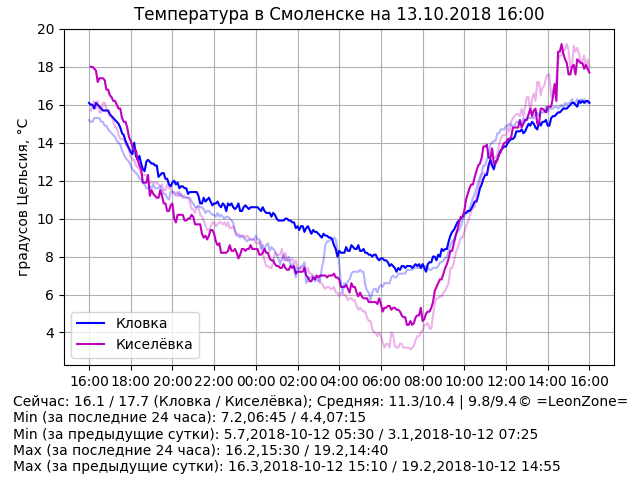 Температура в Смоленске на 13.10.2018 16:00
градусов Цельсия, °C
20
18
16
14
12
10
8
6
4
Кловка
Киселёвка
16:00 18:00 20:00 22:00 00:00 02:00 04:00 06:00 08:00 10:00 12:00 14:00 16:00
Сейчас: 16.1 / 17.7 (Кловка / Киселёвка); Средняя: 11.3/10.4 | 9.8/9.4© =LeonZone=
Min (за последние 24 часа): 7.2,06:45 / 4.4,07:15
Min (за предыдущие сутки): 5.7,2018-10-12 05:30 / 3.1,2018-10-12 07:25
Max (за последние 24 часа): 16.2,15:30 / 19.2,14:40
Max (за предыдущие сутки): 16.3,2018-10-12 15:10 / 19.2,2018-10-12 14:55